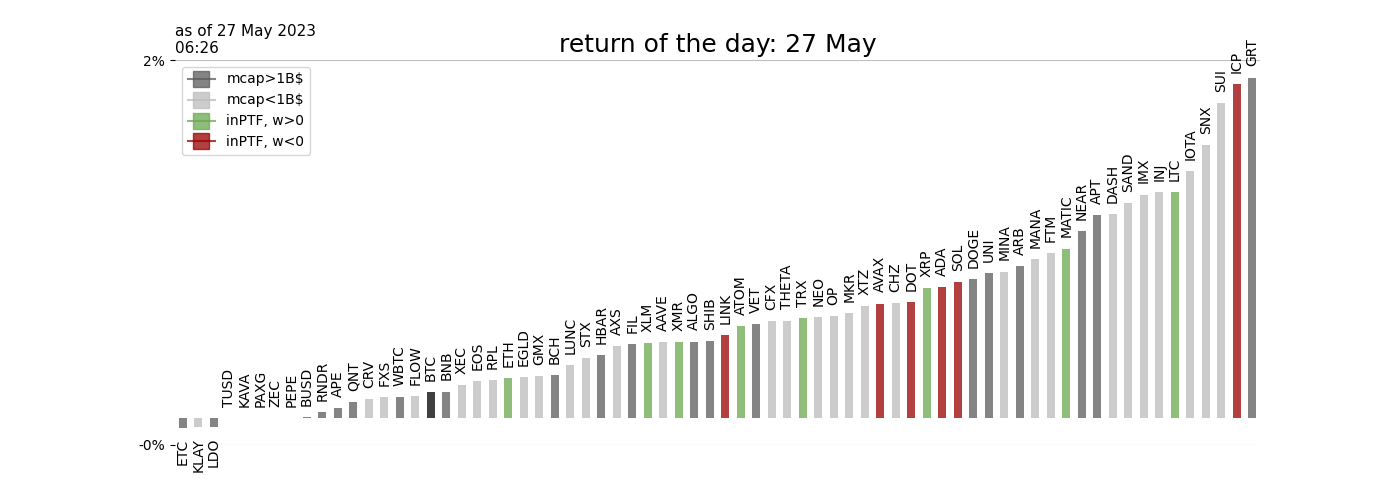 as of 27 May 2023
06:26
return of the day: 27 May
2%
-0%
mcap>1B$
mcap<1B$
inPTF, w>0
inPTF, w<0
ETC
KLAY
LDO
TUSD
KAVA
PAXG
ZEC
PEPE
BUSD
RNDR
APE
QNT
CRV
FXS
WBTC
FLOW
BTC
BNB
XEC
EOS
RPL
ETH
EGLD
GMX
BCH
LUNC
STX
HBAR
AXS
FIL
XLM
AAVE
XMR
ALGO
SHIB
LINK
ATOM
VET
CFX
THETA
TRX
NEO
OP
MKR
XTZ
AVAX
CHZ
DOT
XRP
ADA
SOL
DOGE
UNI
MINA
ARB
MANA
FTM
MATIC
NEAR
APT
DASH
SAND
IMX
INJ
LTC
IOTA
SNX
SUI
ICP
GRT